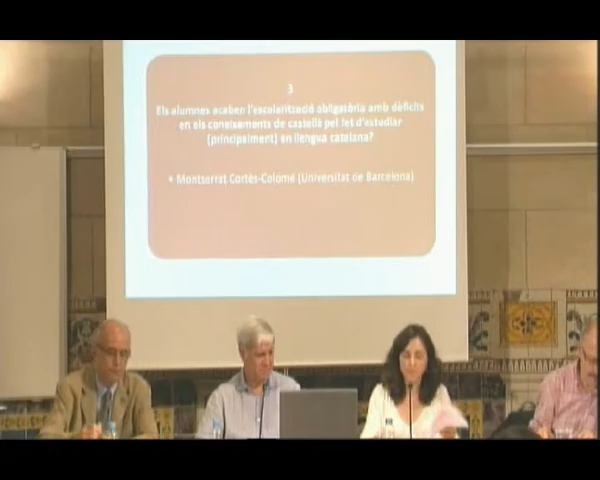 3
Els alumnes acaben l'escolarització obligatòria amb dèficits
en els coneixements de castellà pel fet d'estudiar
(principalment) en llengua catalana?
• Montserrat Cortès-Colomé (Universitat de Barcelona)